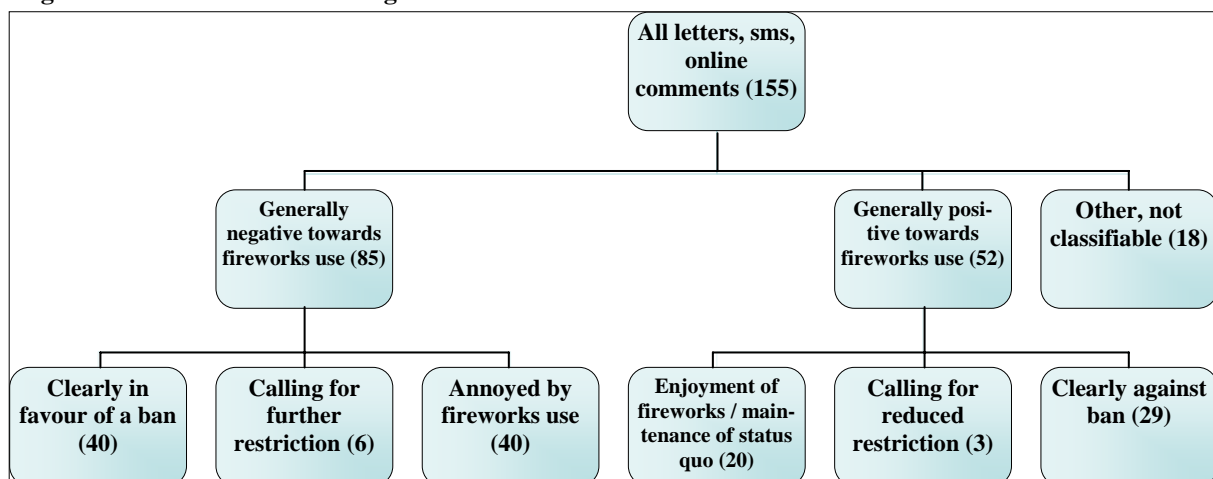 All letters, sms,
online
comments (155)
Generally
negative towards
fireworks use (85)
Generally posi-
tive towards
fireworks use (52)
Other, not
classifiable (18)
Clearly in
favour of a ban
(40)
Calling for
further
restriction (6)
Annoyed by
fireworks use
(40)
Enjoyment of
fireworks / main-
tenance of status
quo (20)
Calling for
reduced
restriction (3)
Clearly against
ban (29)